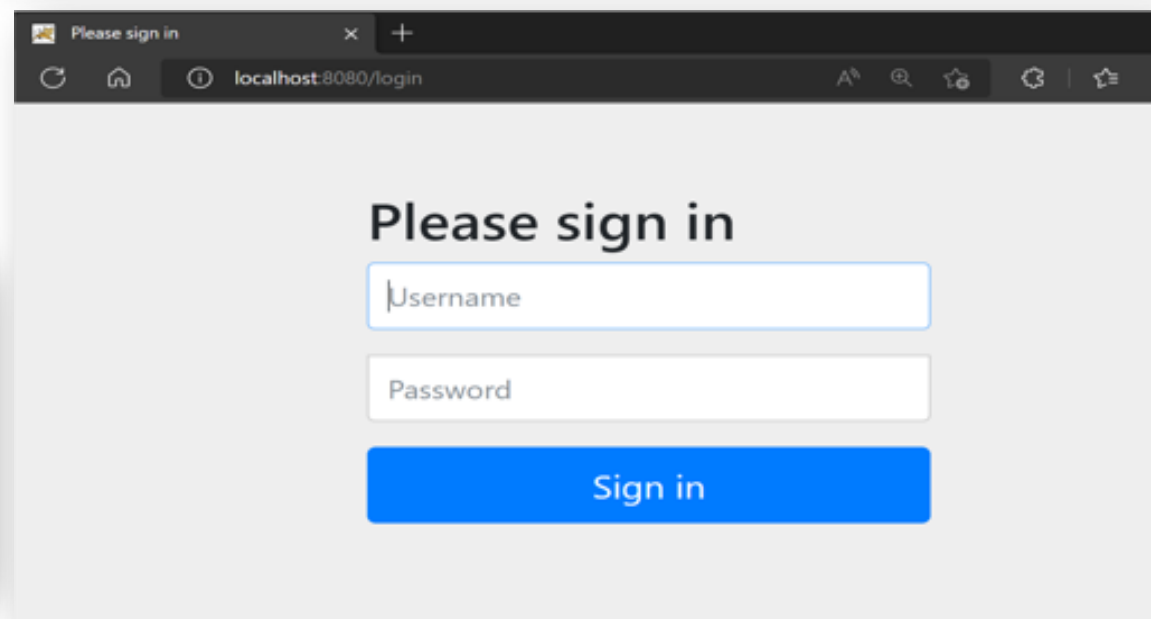 Please sign in
localhost:8080/login
Please sign in
Username
Password
Sign in